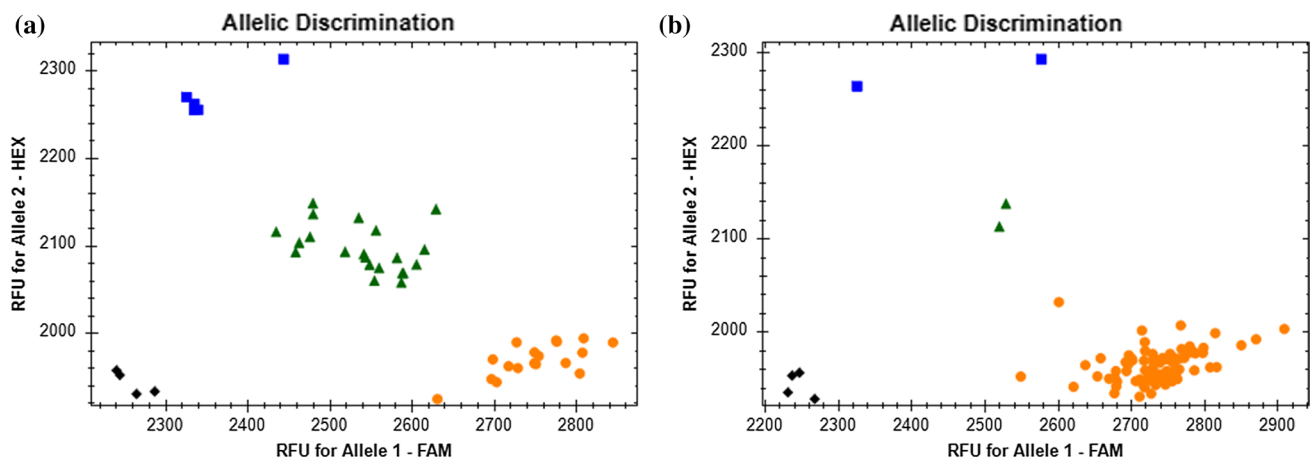 (a)
Allelic Discrimination
RFU for Allele 2 - HEX
2300
2200
2100
2000
2300 2400 2500 2600 2700 2800
RFU for Allele 1 - FAM
(b)
Allelic Discrimination
RFU for Allele 2 - HEX
2300
2200
2100
2000
2200 2300 2400 2500 2600 2700 2800 2900
RFU for Allele 1 - FAM